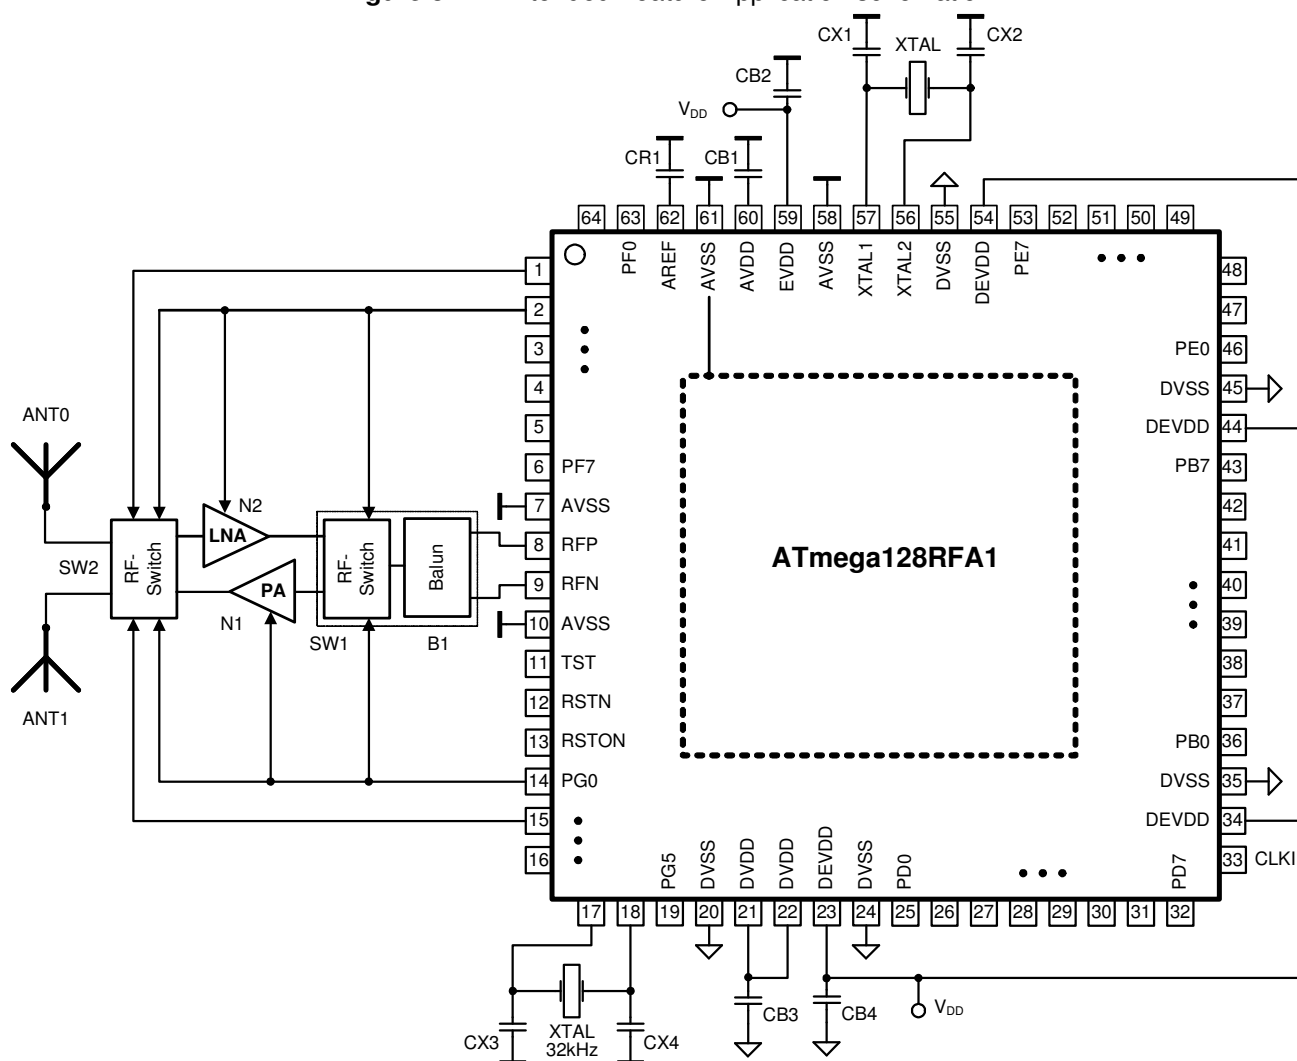 CX1
XTAL
CX2
CB2
VDD
CR1
CB1
64 63 62 61 60 59 58 57 56 55 54 53 52 51 50 49
PF0
AREF
AVSS
AVDD
EVDD
AVSS
XTAL1
XTAL2
DVSS
DEVDD
PE7
1
2
3
4
5
6 PF7
7 AVSS
8 RFP
9 RFN
10 AVSS
11 TST
12 RSTN
13 RSTON
14 PG0
15
16
ANT0
SW2
RF-
Switch
N2
LNA
PA
N1
RF-
Switch
SW1
Balun
B1
ANT1
ATmega128RFA1
48
47
PE0 46
DVSS 45
DEVDD 44
PB7 43
42
41
40
39
38
37
PB0 36
DVSS 35
DEVDD 34
33 CLKI
PG5
DVSS
DVDD
DVDD
DEVDD
DVSS
PD0
PD7
17 18 19 20 21 22 23 24 25 26 27 28 29 30 31 32
CX3
XTAL
32kHz
CX4
CB3
CB4
VDD